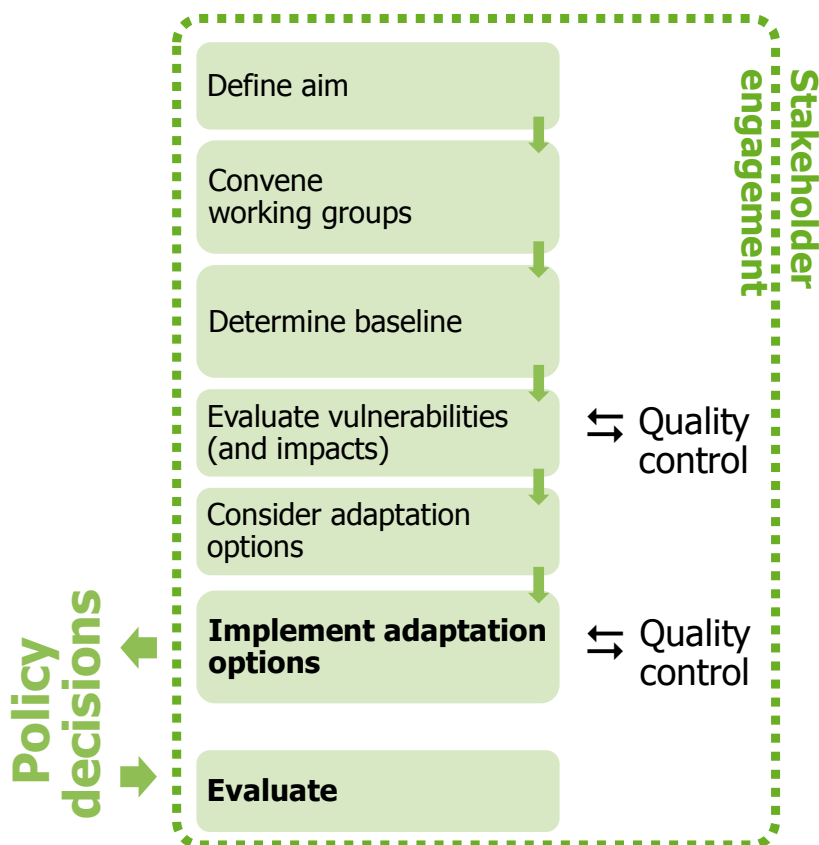 Define aim
Stakeholder
engagement
Convene
working groups
Determine baseline
Evaluate vulnerabilities
(and impacts)
Quality
control
Consider adaptation
options
Implement adaptation
options
Quality
control
Policy
decisions
Evaluate